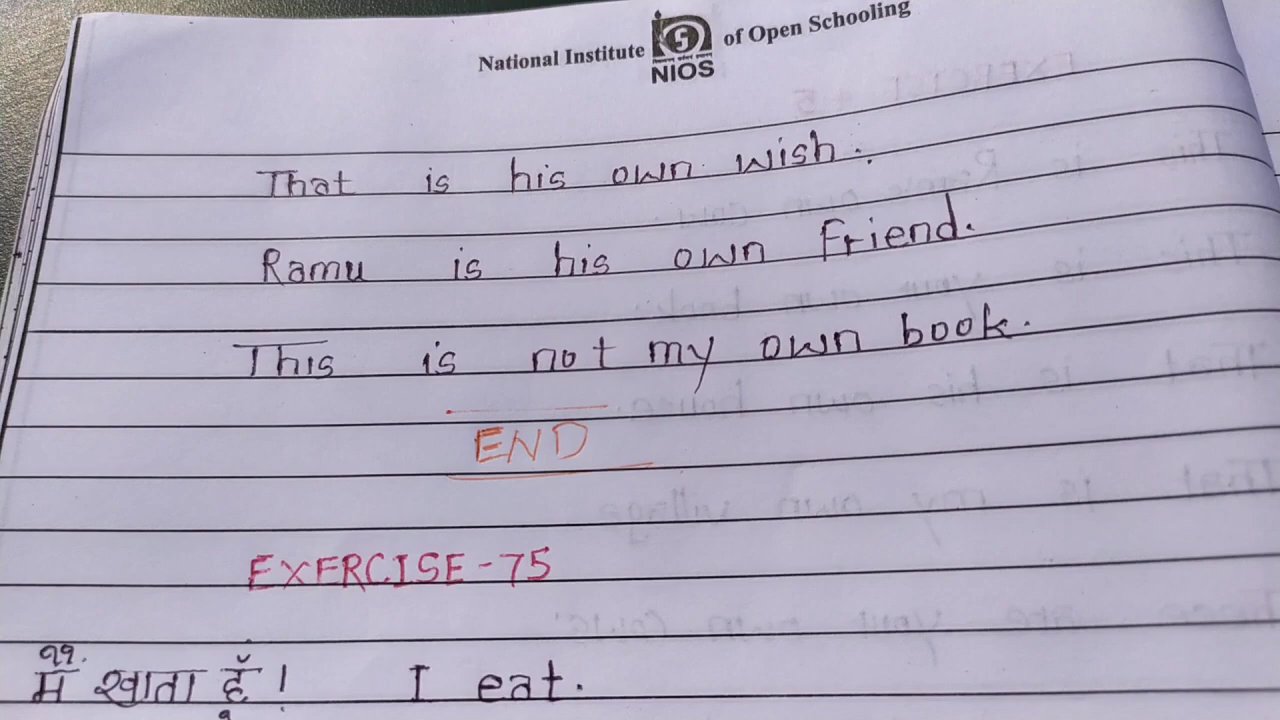 National Institute of Open Schooling
NIOS
That is his own wish.
Ramu is his own friend.
This is not my own book.
END
EXERCISE-75
मैं खाता हूँ! I eat.